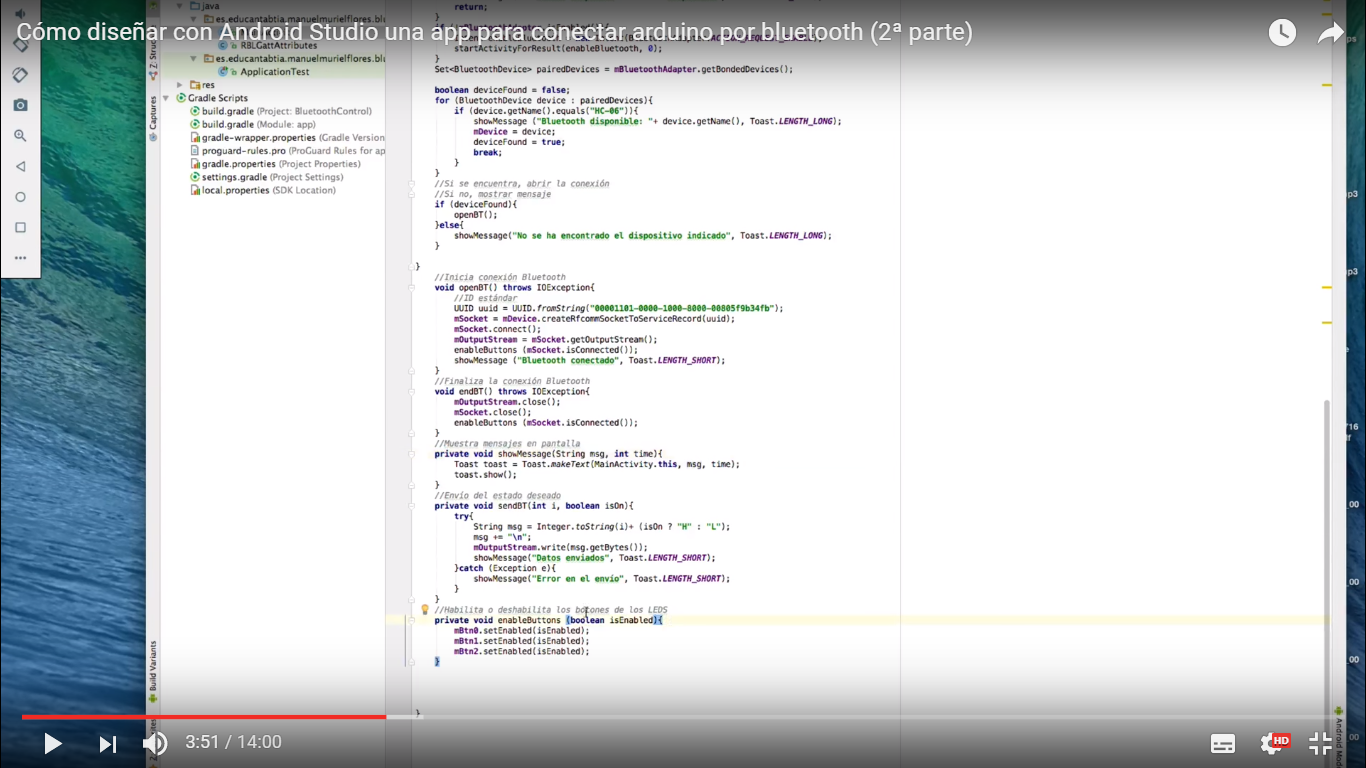 Cómo diseñar con Android Studio una app para conectar arduino por bluetooth (2ª parte)
java
es.educantabtia.manuelmurielflores.blu
RBLGattAttributes
es.educantabtia.manuelmurielflores.blu
ApplicationTest
res
Gradle Scripts
build.gradle (Project: BluetoothControl)
build.gradle (Module: app)
gradle-wrapper.properties (Gradle Version
proguard-rules.pro (ProGuard Rules for ap
gradle.properties (Project Properties)
settings.gradle (Project Settings)
local.properties (SDK Location)
Captures
Build Variants
return;
startActivityForResult(enableBluetooth, 0);
}
Set<BluetoothDevice> pairedDevices = mBluetoothAdapter.getBondedDevices();
boolean deviceFound = false;
for (BluetoothDevice device : pairedDevices){
if (device.getName().equals("HC-06")){
showMessage ("Bluetooth disponible: "+ device.getName(), Toast.LENGTH_LONG);
mDevice = device;
deviceFound = true;
break;
}
}
//Si se encuentra, abrir la conexión
//Si no, mostrar mensaje
if (deviceFound){
openBT();
}else{
showMessage("No se ha encontrado el dispositivo indicado", Toast.LENGTH_LONG);
}
}
//Inicia conexión Bluetooth
void openBT() throws IOException{
//ID estándar
UUID uuid = UUID.fromString("00001101-0000-1000-8000-00805f9b34fb");
mSocket = mDevice.createRfcommSocketToServiceRecord(uuid);
mSocket.connect();
mOutputStream = mSocket.getOutputStream();
enableButtons (mSocket.isConnected());
showMessage ("Bluetooth conectado", Toast.LENGTH_SHORT);
}
//Finaliza la conexión Bluetooth
void endBT() throws IOException{
mOutputStream.close();
mSocket.close();
enableButtons (mSocket.isConnected());
}
//Muestra mensajes en pantalla
private void showMessage(String msg, int time){
Toast toast = Toast.makeText(MainActivity.this, msg, time);
toast.show();
}
//Envío del estado deseado
private void sendBT(int i, boolean isOn){
try{
String msg = Integer.toString(i)+ (isOn ? "H" : "L");
msg += "\n";
mOutputStream.write(msg.getBytes());
showMessage("Datos enviados", Toast.LENGTH_SHORT);
}catch (Exception e){
showMessage("Error en el envío", Toast.LENGTH_SHORT);
}
}
//Habilita o deshabilita los botones de los LEDS
private void enableButtons (boolean isEnabled){
mBtn0.setEnabled(isEnabled);
mBtn1.setEnabled(isEnabled);
mBtn2.setEnabled(isEnabled);
}
}
3:51 / 14:00
HD